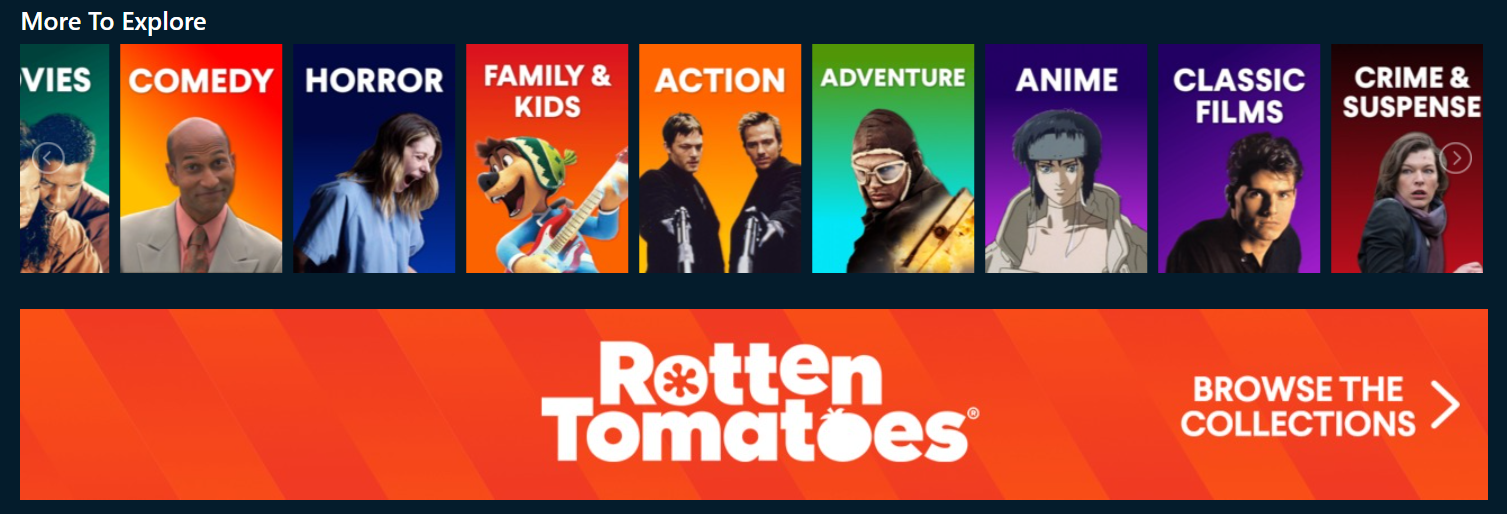 More To Explore
VIES
COMEDY
HORROR
FAMILY &
KIDS
ACTION
ADVENTURE
ANIME
CLASSIC
FILMS
CRIME &
SUSPENSE
Rotten
Tomatoes®
BROWSE THE
COLLECTIONS